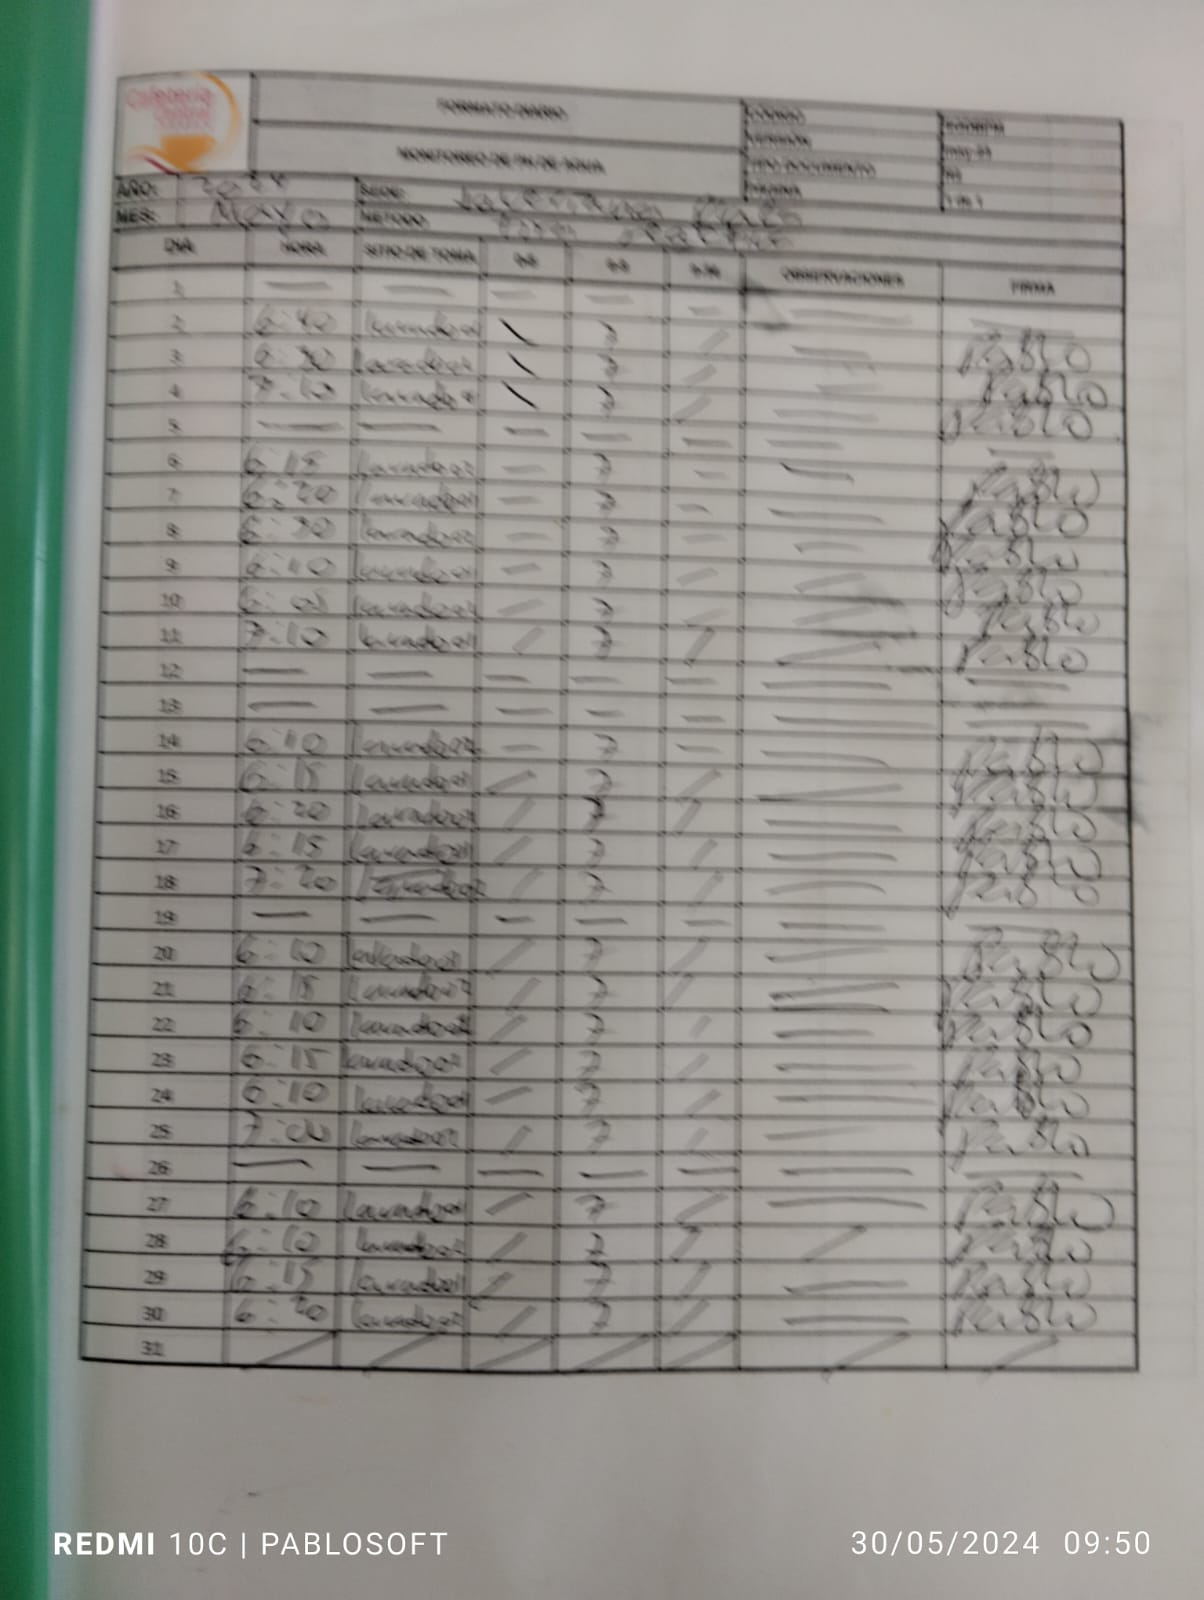 Cafetería
FORMATO DIARIO
CÓDIGO
VERSIÓN
MONITOREO DE PH DE AGUA
TIPO DOCUMENTO
PÁGINA
1 de 1
AÑO: 2024 SEDE:
MES: Mayo METODO:
DIA HORA SITIO DE TOMA OBSERVACIONES FIRMA
1 — — — — — —
2 6:40 lavadero \ 7 / — Pablo
3 6:30 lavadero \ 7 / — Pablo
4 7:10 lavadero \ 7 / — Pablo
5 — — — — — —
6 6:15 lavadero — 7 — — Pablo
7 6:20 lavadero — 7 — — Pablo
8 6:30 lavadero — 7 — — Pablo
9 6:10 lavadero — 7 — — Pablo
10 6:05 lavadero — 7 — — Pablo
11 7:10 lavadero / 7 / — Pablo
12 — — — — — — —
13 — — — — — — —
14 6:10 lavadero — 7 — — Pablo
15 6:15 lavadero / 7 / — Pablo
16 6:20 lavadero / 7 / — Pablo
17 6:15 lavadero / 7 / — Pablo
18 7:20 lavadero / 7 / — Pablo
19 — — — — — — —
20 6:10 lavadero / 7 / — Pablo
21 6:15 lavadero / 7 / — Pablo
22 6:10 lavadero / 7 / — Pablo
23 6:15 lavadero / 7 / — Pablo
24 6:10 lavadero / 7 / — Pablo
25 7:00 lavadero / 7 / — Pablo
26 — — — — — — —
27 6:10 lavadero / 7 / — Pablo
28 6:10 lavadero / 7 / / Pablo
29 6:15 lavadero / 7 / — Pablo
30 6:20 lavadero / 7 / — Pablo
31 / / / / / / /
REDMI 10C | PABLOSOFT
30/05/2024 09:50